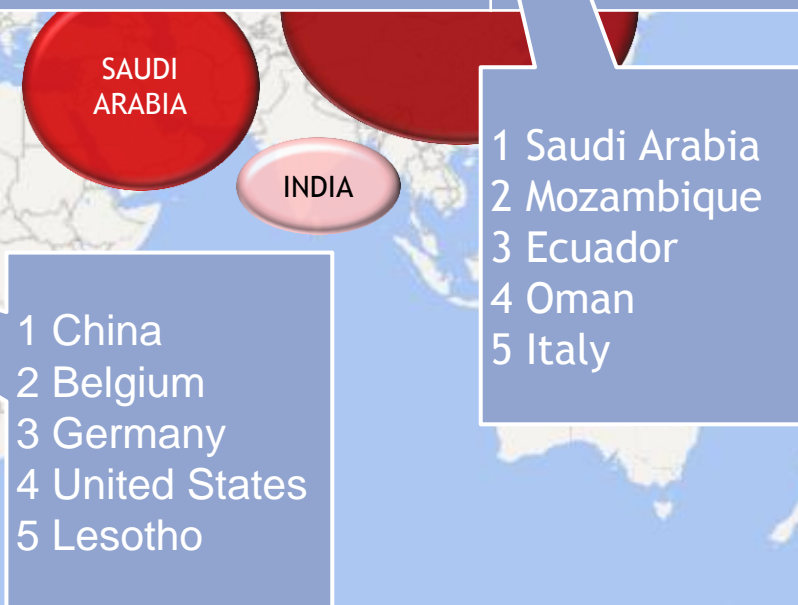 SAUDI
ARABIA
INDIA
1 Saudi Arabia
2 Mozambique
3 Ecuador
4 Oman
5 Italy
1 China
2 Belgium
3 Germany
4 United States
5 Lesotho